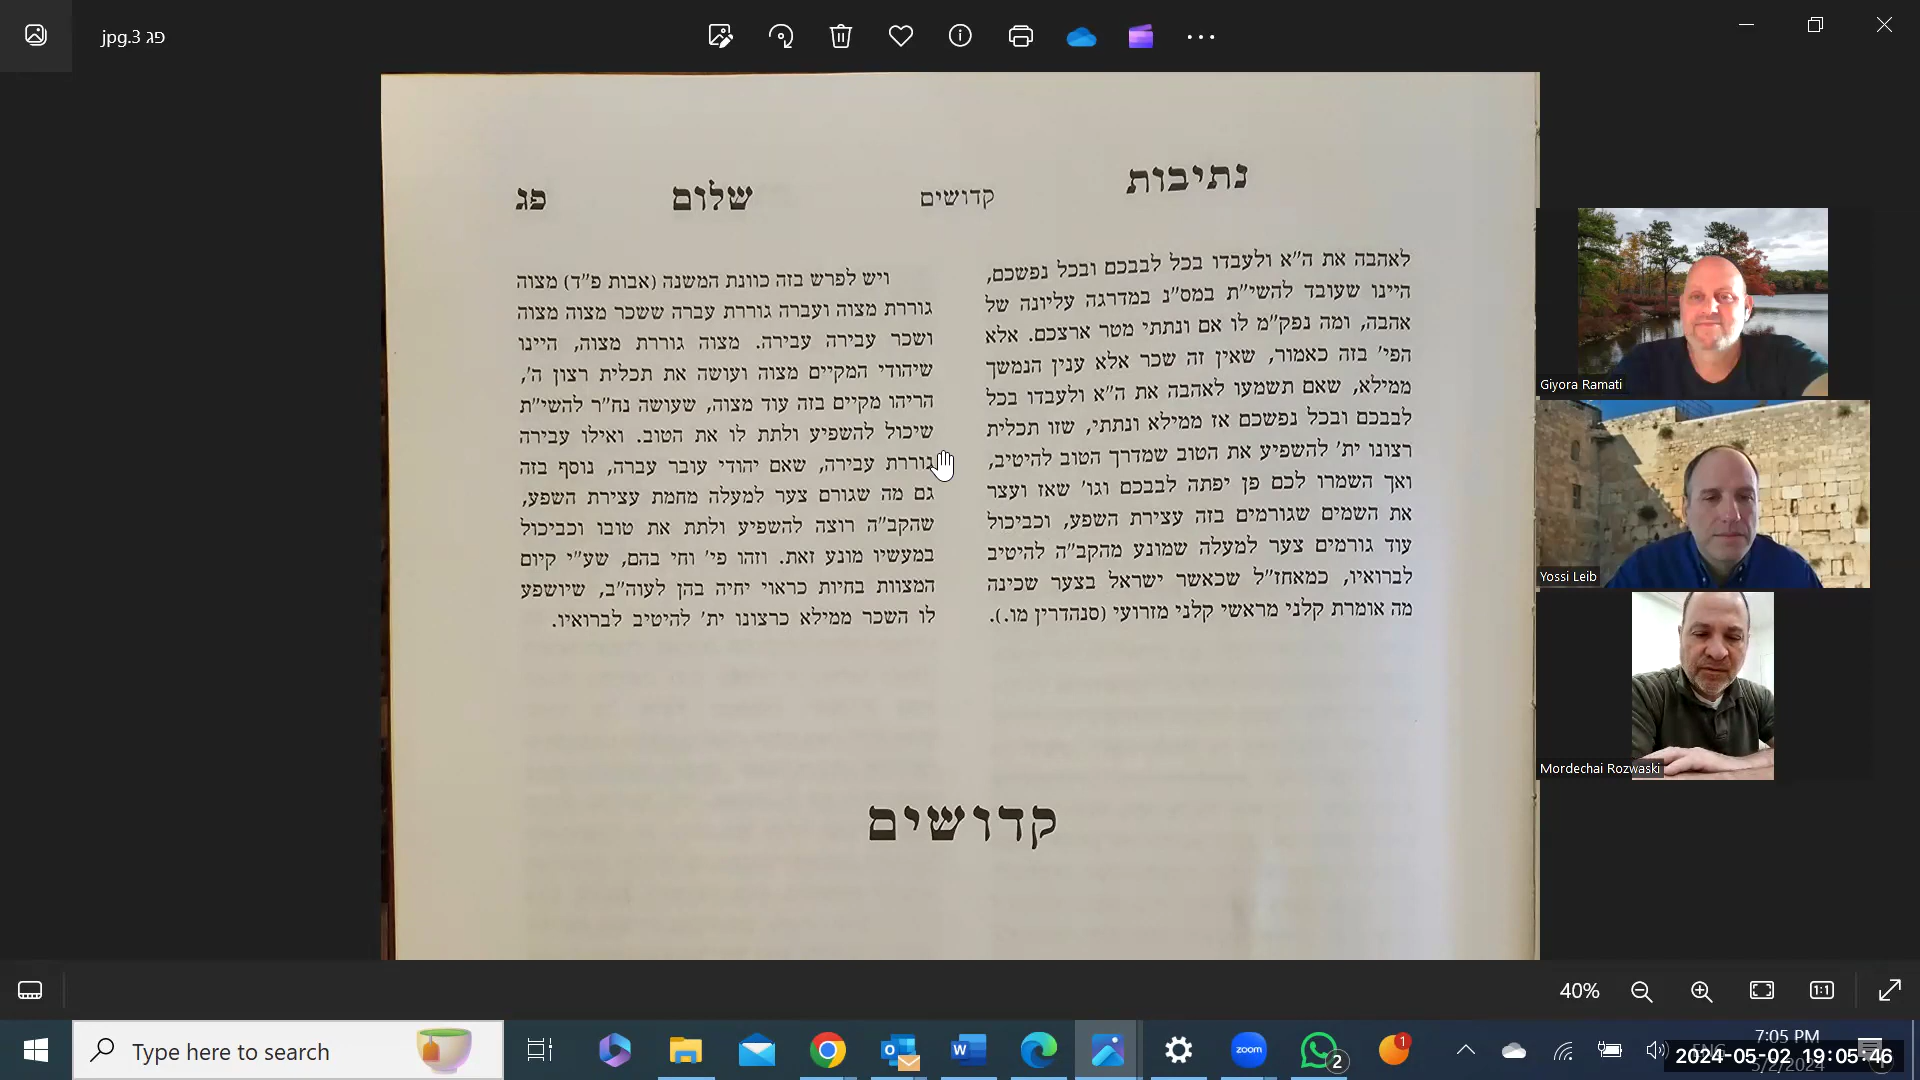 פג 3.jpg
נתיבות
קדושים
שלום
פג
לאהבה את ה״א ולעבדו בכל לבבכם ובכל נפשכם,
היינו שעובד להשי״ת במס״נ במדרגה עליונה של
אהבה, ומה נפק״מ לו אם ונתתי מטר ארצכם. אלא
הפי׳ בזה כאמור, שאין זה שכר אלא ענין הנמשך
ממילא, שאם תשמעו לאהבה את ה״א ולעבדו בכל
לבבכם ובכל נפשכם אז ממילא ונתתי, שזו תכלית
רצונו ית׳ להשפיע את הטוב שמדרך הטוב להיטיב,
ואך השמרו לכם פן יפתה לבבכם וגו׳ שאז ועצר
את השמים שגורמים בזה עצירת השפע, וכביכול
עוד גורמים צער למעלה שמונע מהקב״ה להיטיב
לברואיו, כמאחז״ל שכאשר ישראל בצער שכינה
מה אומרת קלני מראשי קלני מזרועי (סנהדרין מו.).
ויש לפרש בזה כוונת המשנה (אבות פ״ד) מצוה
גוררת מצוה ועברה גוררת עברה ששכר מצוה מצוה
ושכר עבירה עבירה. מצוה גוררת מצוה, היינו
שיהודי המקיים מצוה ועושה את תכלית רצון ה׳,
הריהו מקיים בזה עוד מצוה, שעושה נח״ר להשי״ת
שיכול להשפיע ולתת לו את הטוב. ואילו עבירה
גוררת עבירה, שאם יהודי עובר עברה, נוסף בזה
גם מה שגורם צער למעלה מחמת עצירת השפע,
שהקב״ה רוצה להשפיע ולתת את טובו וכביכול
במעשיו מונע זאת. וזהו פי׳ וחי בהם, שע״י קיום
המצוות בחיות כראוי יחיה בהן לעוה״ב, שיושפע
לו השכר ממילא כרצונו ית׳ להיטיב לברואיו.
קדושים
Giyora Ramati
Yossi Leib
Mordechai Rozwaski
40%
1:1
Type here to search
W
zoom
2
1
7:05 PM
ENG
5/2/2024
2024-05-02 19:05:46